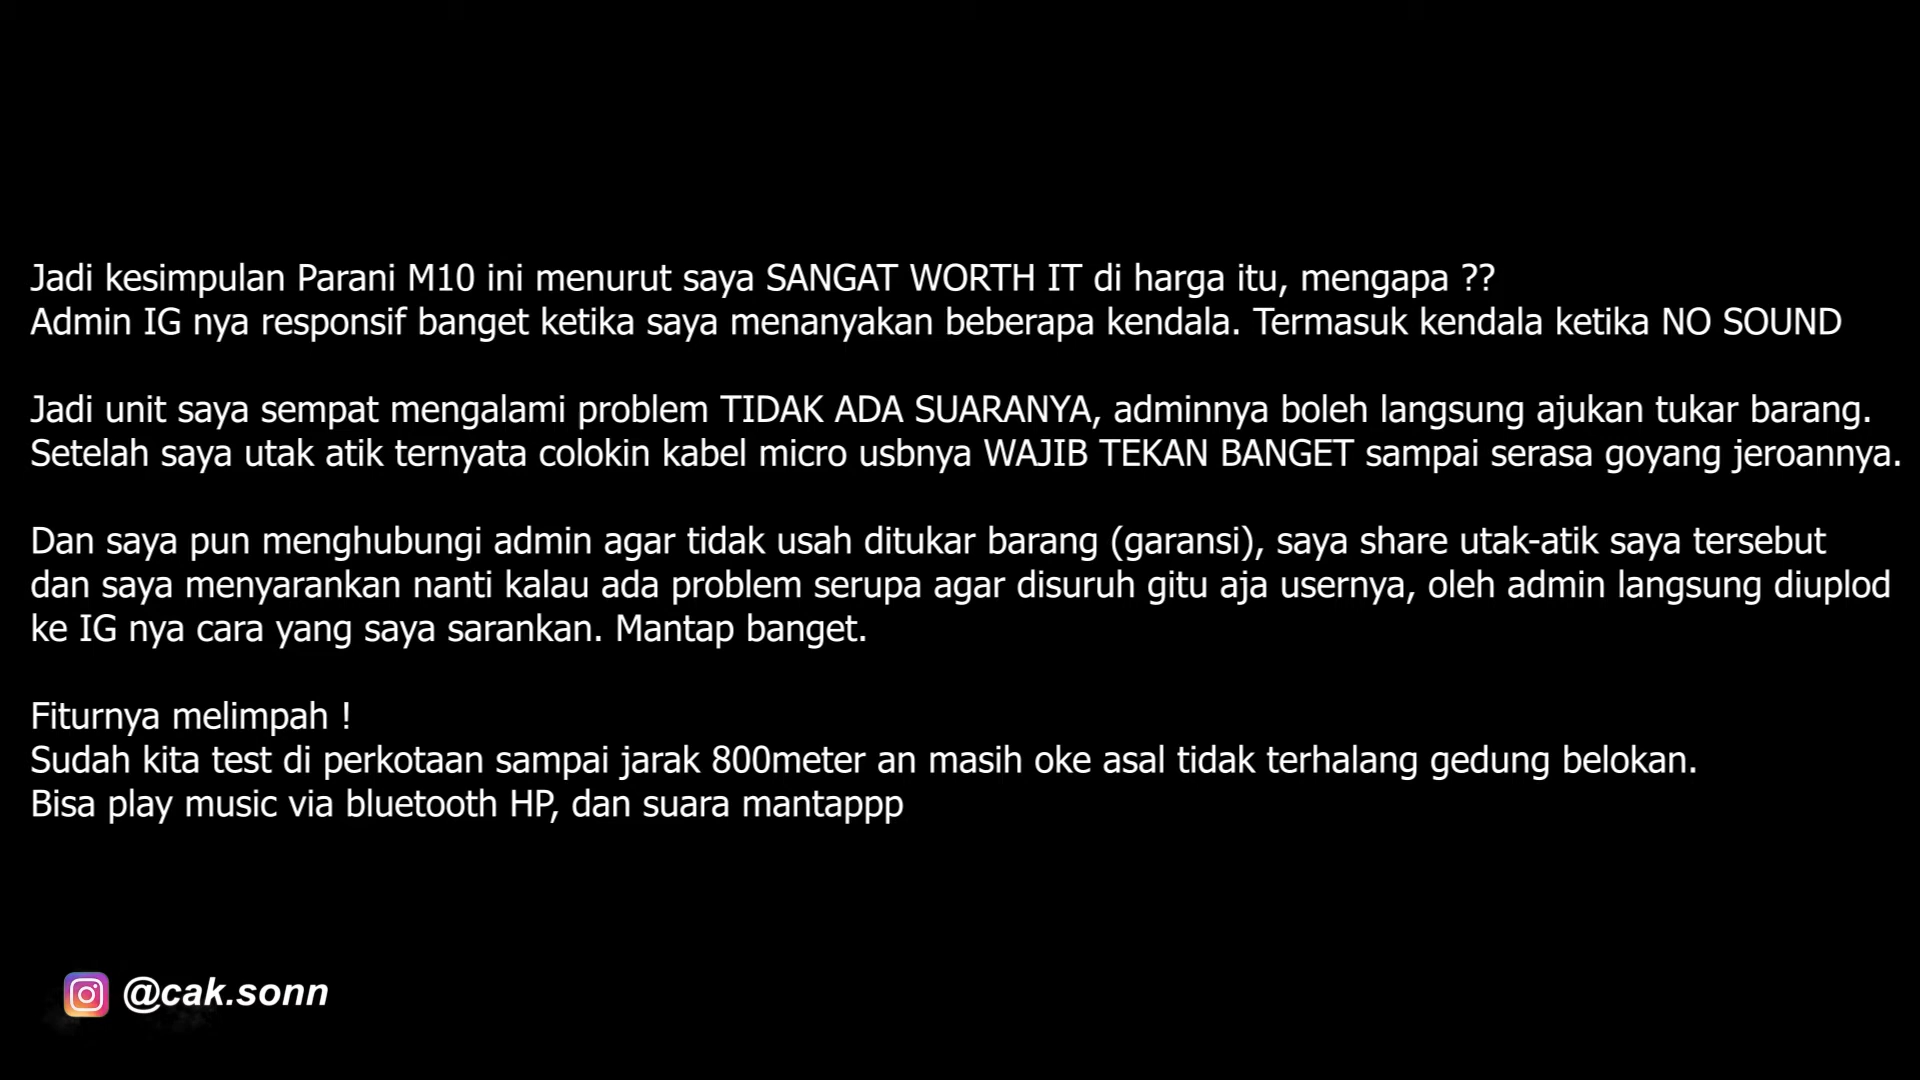 Jadi kesimpulan Parani M10 ini menurut saya SANGAT WORTH IT di harga itu, mengapa ??
Admin IG nya responsif banget ketika saya menanyakan beberapa kendala. Termasuk kendala ketika NO SOUND
Jadi unit saya sempat mengalami problem TIDAK ADA SUARANYA, adminnya boleh langsung ajukan tukar barang.
Setelah saya utak atik ternyata colokin kabel micro usbnya WAJIB TEKAN BANGET sampai serasa goyang jeroannya.
Dan saya pun menghubungi admin agar tidak usah ditukar barang (garansi), saya share utak-atik saya tersebut
dan saya menyarankan nanti kalau ada problem serupa agar disuruh gitu aja usernya, oleh admin langsung diuplod
ke IG nya cara yang saya sarankan. Mantap banget.
Fiturnya melimpah !
Sudah kita test di perkotaan sampai jarak 800meter an masih oke asal tidak terhalang gedung belokan.
Bisa play music via bluetooth HP, dan suara mantappp
@cak.sonn